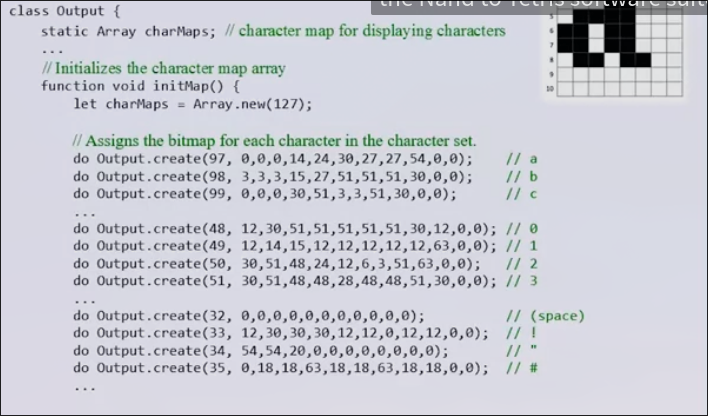 the Nand to Tetris software suit
class Output {
static Array charMaps; // character map for displaying characters
...
// Initializes the character map array
function void initMap() {
let charMaps = Array.new(127);
// Assigns the bitmap for each character in the character set.
do Output.create(97, 0,0,0,14,24,30,27,27,54,0,0); // a
do Output.create(98, 3,3,3,15,27,51,51,51,30,0,0); // b
do Output.create(99, 0,0,0,30,51,3,3,51,30,0,0); // c
...
do Output.create(48, 12,30,51,51,51,51,51,30,12,0,0); // 0
do Output.create(49, 12,14,15,12,12,12,12,12,63,0,0); // 1
do Output.create(50, 30,51,48,24,12,6,3,51,63,0,0); // 2
do Output.create(51, 30,51,48,48,28,48,48,51,30,0,0); // 3
...
do Output.create(32, 0,0,0,0,0,0,0,0,0,0,0); // (space)
do Output.create(33, 12,30,30,30,12,12,0,12,12,0,0); // !
do Output.create(34, 54,54,20,0,0,0,0,0,0,0,0); // "
do Output.create(35, 0,18,18,63,18,18,63,18,18,0,0); // #
...
5
6
7
8
9
10